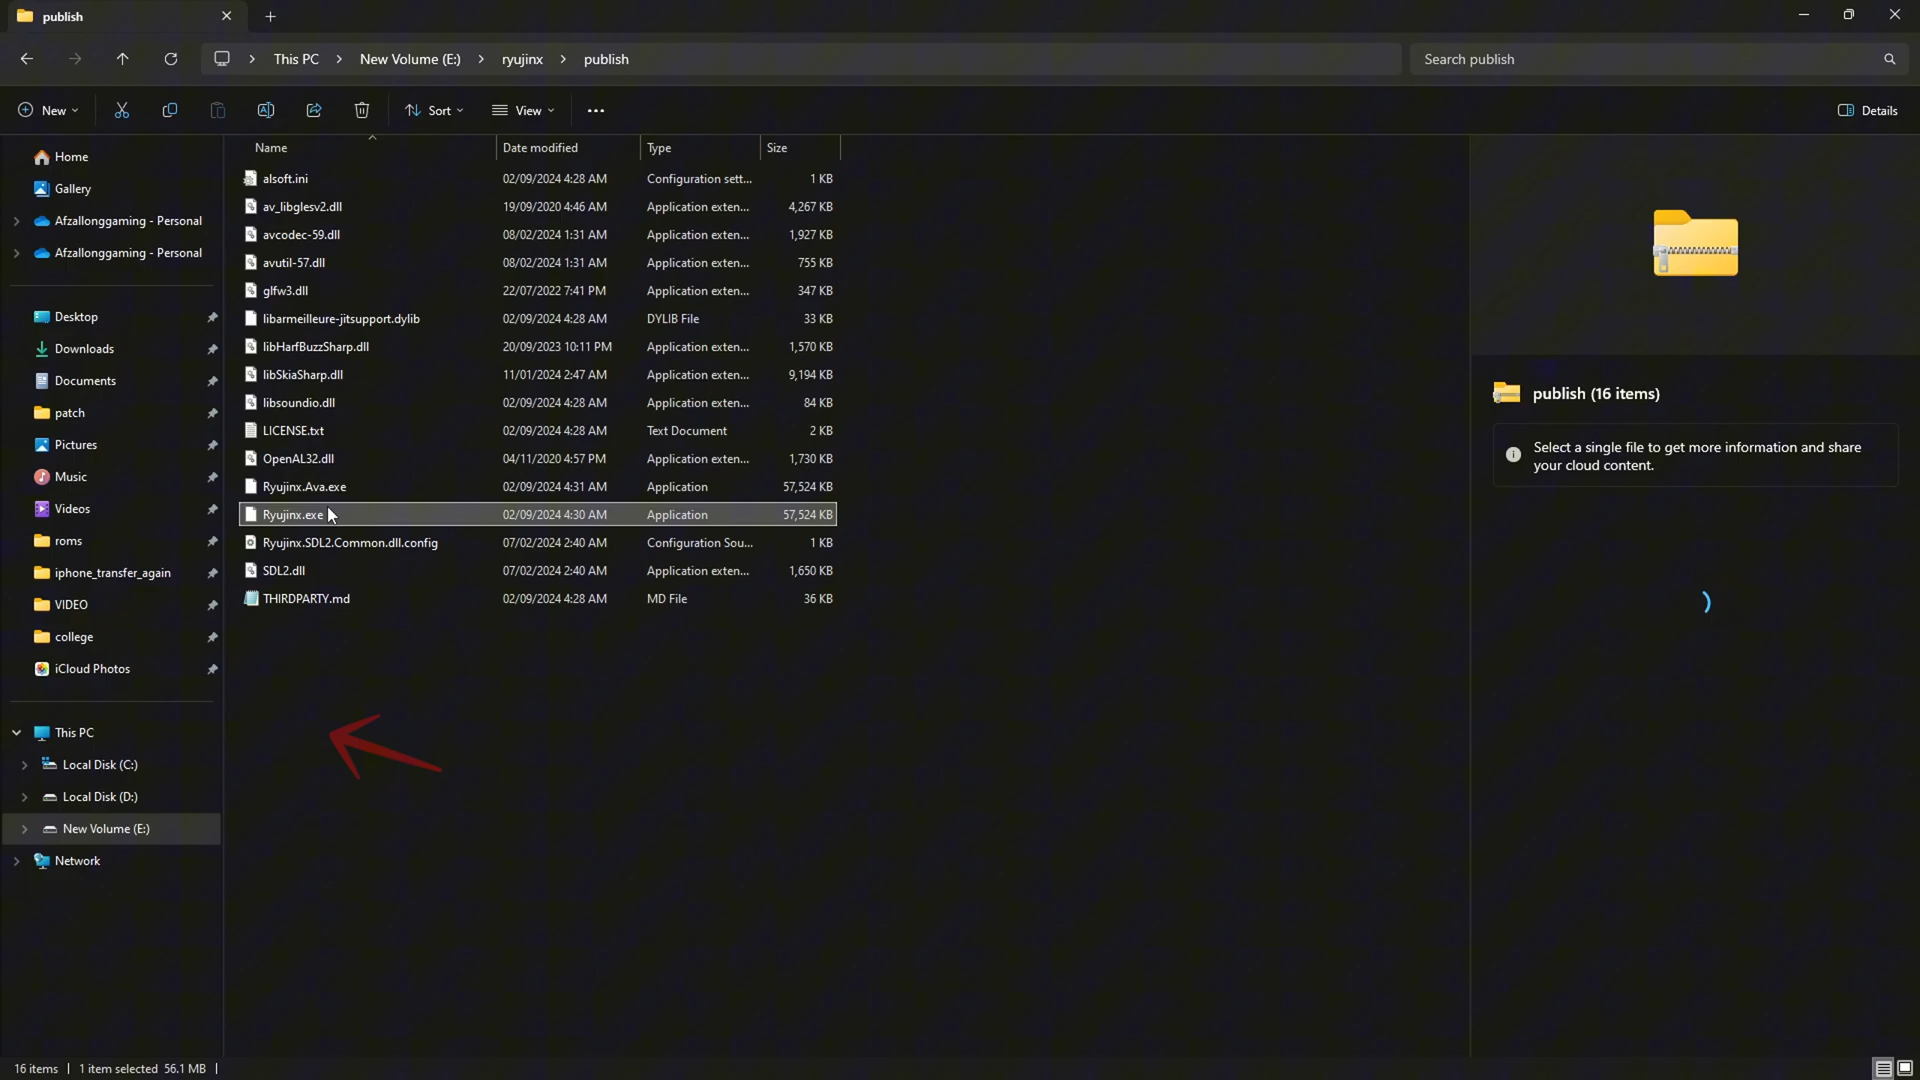 publish
This PC > New Volume (E:) > ryujinx > publish
Search publish
New
Sort
View
Details
Home
Gallery
Afzallonggaming - Personal
Afzallonggaming - Personal
Desktop
Downloads
Documents
patch
Pictures
Music
Videos
roms
iphone_transfer_again
VIDEO
college
iCloud Photos
This PC
Local Disk (C:)
Local Disk (D:)
New Volume (E:)
Network
Name Date modified Type Size
alsoft.ini 02/09/2024 4:28 AM Configuration sett... 1 KB
av_libglesv2.dll 19/09/2020 4:46 AM Application exten... 4,267 KB
avcodec-59.dll 08/02/2024 1:31 AM Application exten... 1,927 KB
avutil-57.dll 08/02/2024 1:31 AM Application exten... 755 KB
glfw3.dll 22/07/2022 7:41 PM Application exten... 347 KB
libarmeilleure-jitsupport.dylib 02/09/2024 4:28 AM DYLIB File 33 KB
libHarfBuzzSharp.dll 20/09/2023 10:11 PM Application exten... 1,570 KB
libSkiaSharp.dll 11/01/2024 2:47 AM Application exten... 9,194 KB
libsoundio.dll 02/09/2024 4:28 AM Application exten... 84 KB
LICENSE.txt 02/09/2024 4:28 AM Text Document 2 KB
OpenAL32.dll 04/11/2020 4:57 PM Application exten... 1,730 KB
Ryujinx.Ava.exe 02/09/2024 4:31 AM Application 57,524 KB
Ryujinx.exe 02/09/2024 4:30 AM Application 57,524 KB
Ryujinx.SDL2.Common.dll.config 07/02/2024 2:40 AM Configuration Sou... 1 KB
SDL2.dll 07/02/2024 2:40 AM Application exten... 1,650 KB
THIRDPARTY.md 02/09/2024 4:28 AM MD File 36 KB
publish (16 items)
Select a single file to get more information and share
your cloud content.
16 items | 1 item selected 56.1 MB |